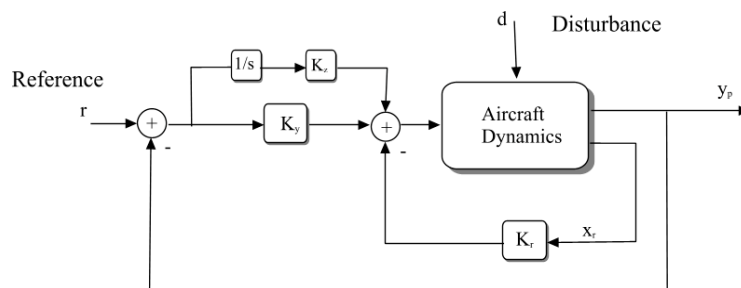 d
Disturbance
1/s
K_z
Reference
r
+
-
K_y
+
-
Aircraft
Dynamics
y_p
K_r
x_r